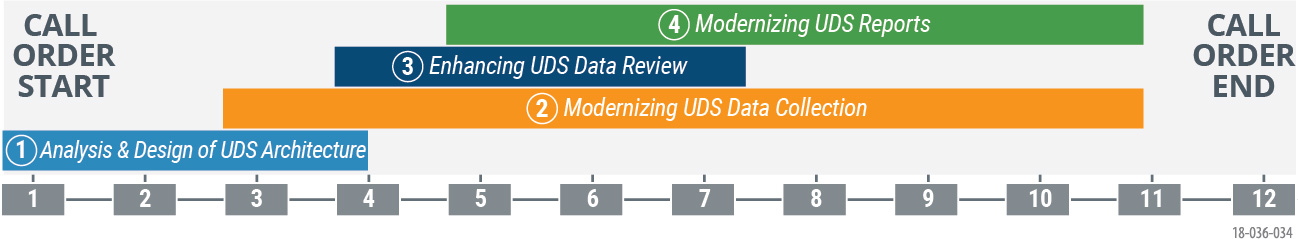 CALL
ORDER
START
4 Modernizing UDS Reports
CALL
ORDER
END
3 Enhancing UDS Data Review
2 Modernizing UDS Data Collection
1 Analysis & Design of UDS Architecture
1 2 3 4 5 6 7 8 9 10 11 12
18-036-034